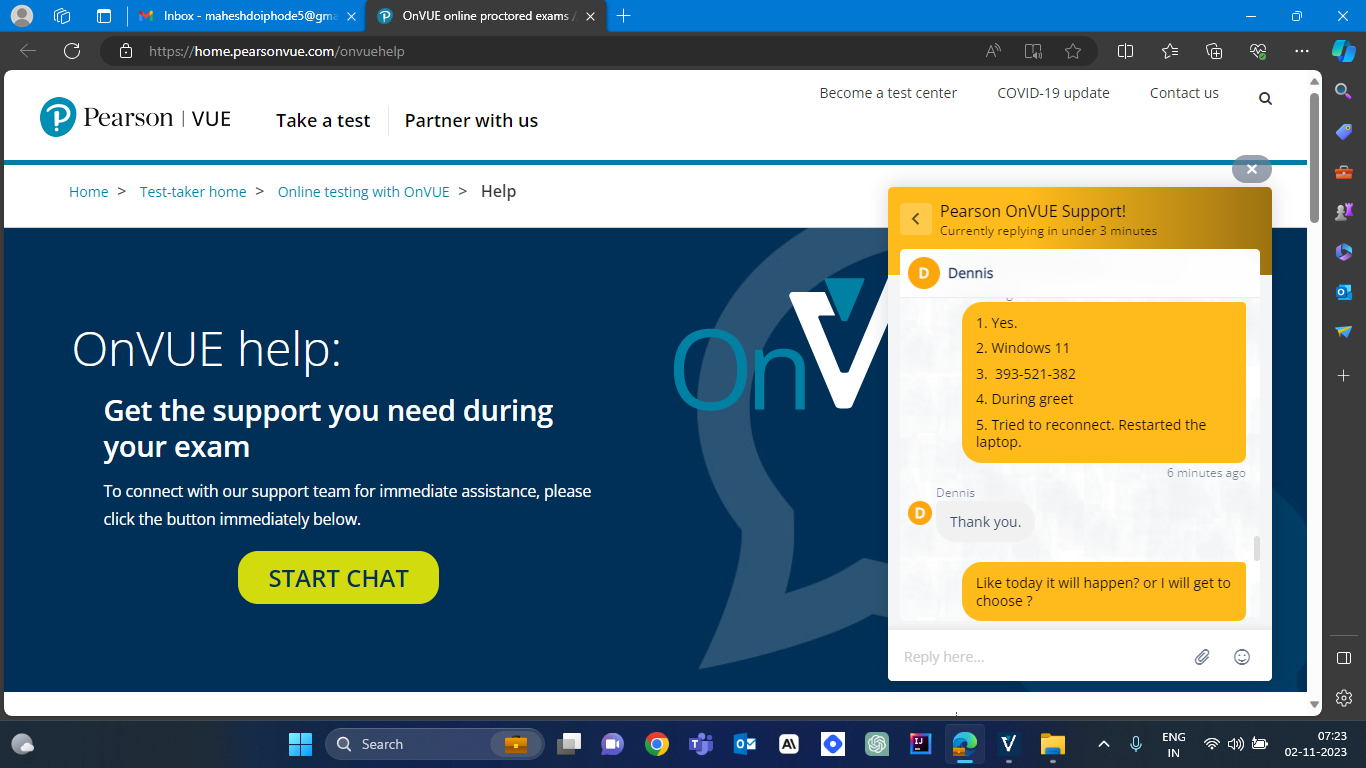 Inbox - maheshdoiphode5@gma
OnVUE online proctored exams /
https://home.pearsonvue.com/onvuehelp
Become a test center
COVID-19 update
Contact us
Pearson | VUE
Take a test
Partner with us
Home > Test-taker home > Online testing with OnVUE > Help
OnVUE help:
Get the support you need during
your exam
To connect with our support team for immediate assistance, please
click the button immediately below.
START CHAT
OnV
Pearson OnVUE Support!
Currently replying in under 3 minutes
D
Dennis
1. Yes.
2. Windows 11
3. 393-521-382
4. During greet
5. Tried to reconnect. Restarted the
laptop.
6 minutes ago
Dennis
D
Thank you.
Like today it will happen? or I will get to
choose ?
Reply here...
Search
ENG
IN
07:23
02-11-2023